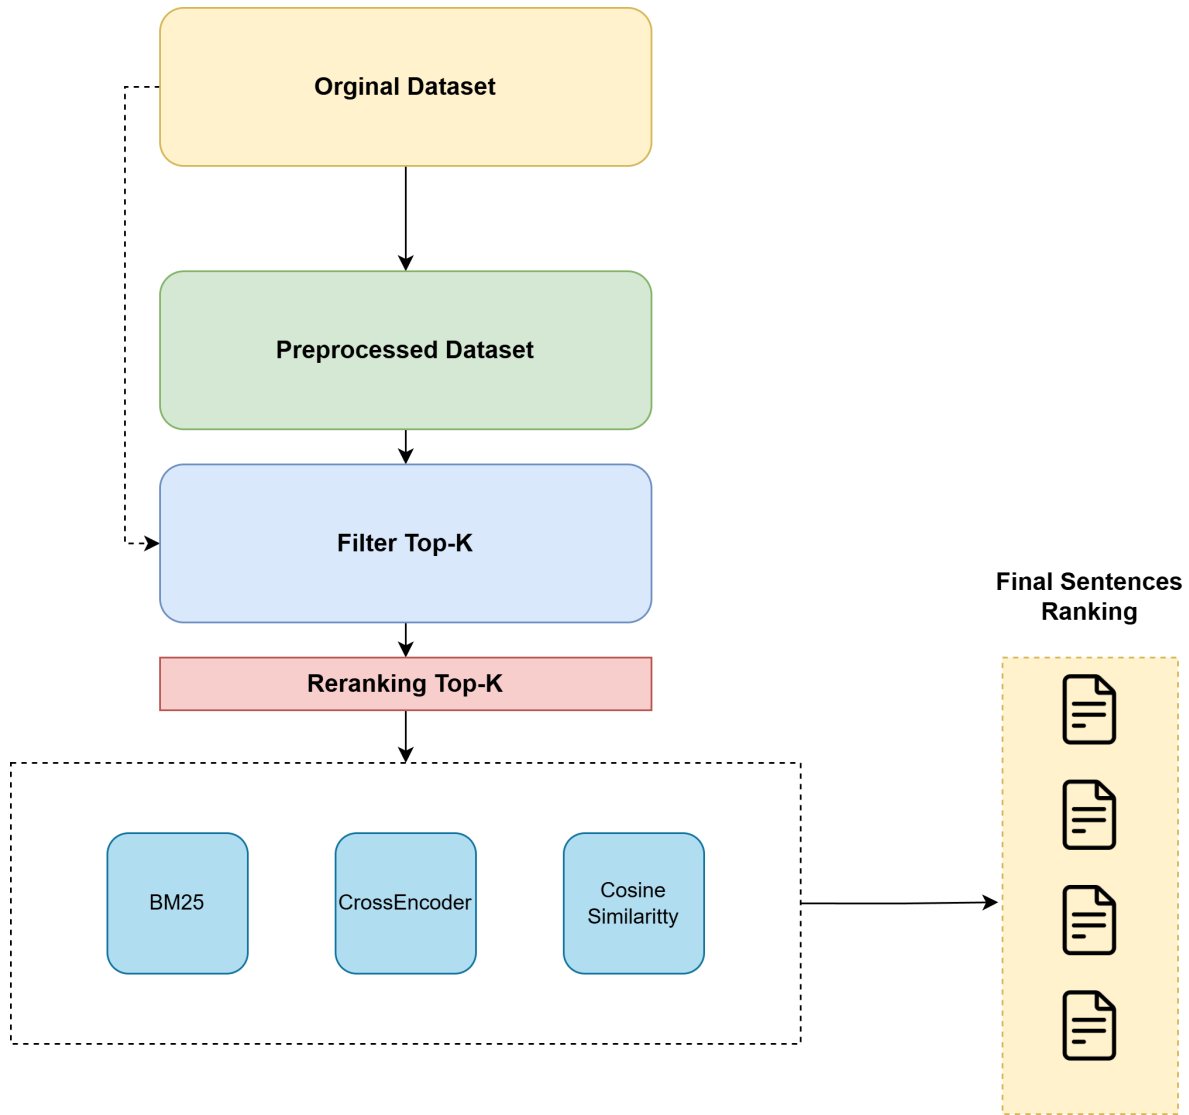 Orginal Dataset
Preprocessed Dataset
Filter Top-K
Final Sentences
Ranking
Reranking Top-K
BM25
CrossEncoder
Cosine
Similaritty